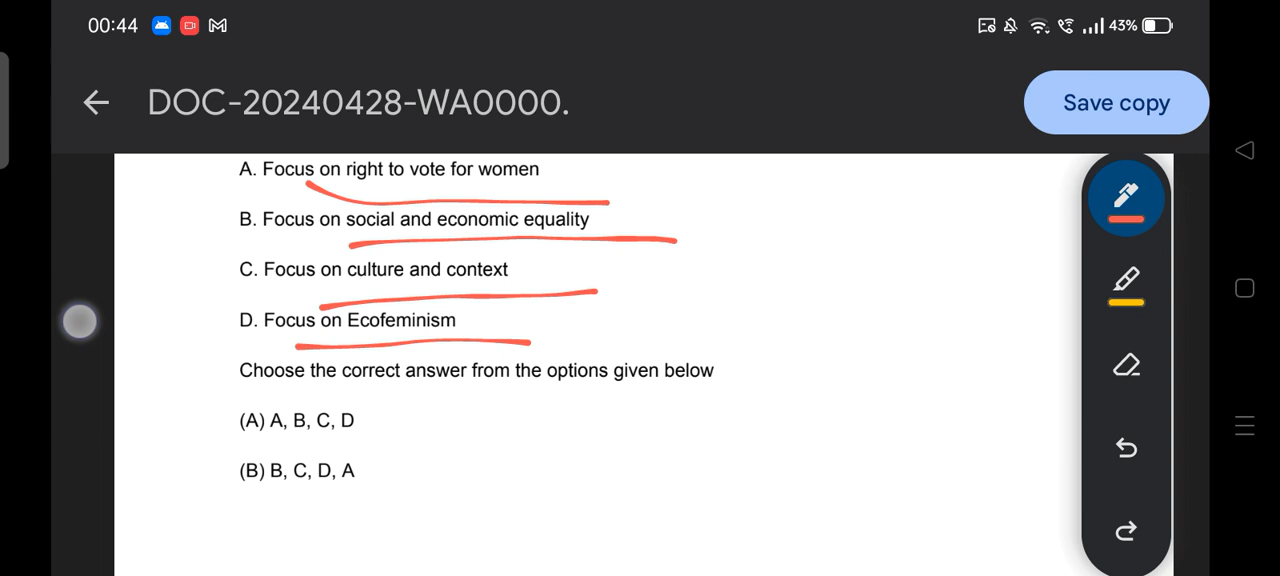 00:44
43%
DOC-20240428-WA0000.
Save copy
A. Focus on right to vote for women
B. Focus on social and economic equality
C. Focus on culture and context
D. Focus on Ecofeminism
Choose the correct answer from the options given below
(A) A, B, C, D
(B) B, C, D, A